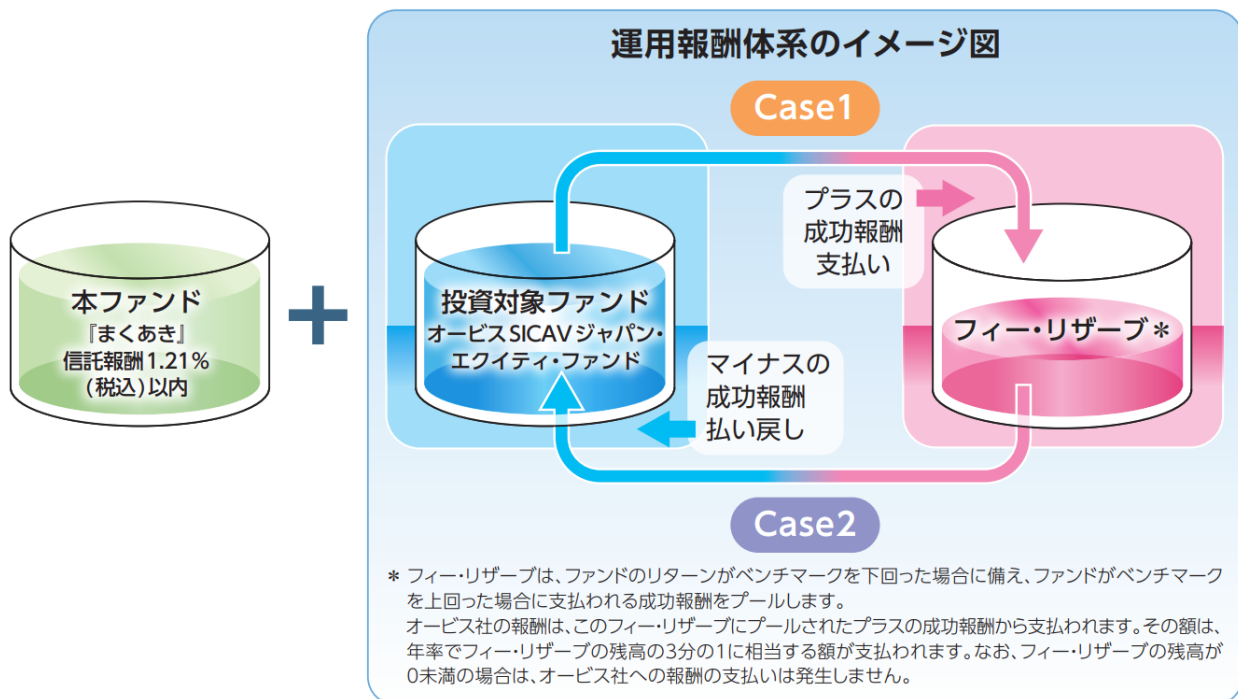 運用報酬体系のイメージ図
Case1
プラスの
成功報酬
支払い
本ファンド
『まくあき』
信託報酬1.21%
(税込)以内
+
投資対象ファンド
オービスSICAVジャパン・
エクイティ・ファンド
フィー・リザーブ*
マイナスの
成功報酬
払い戻し
Case2
* フィー・リザーブは、ファンドのリターンがベンチマークを下回った場合に備え、ファンドがベンチマーク
を上回った場合に支払われる成功報酬をプールします。
オービス社の報酬は、このフィー・リザーブにプールされたプラスの成功報酬から支払われます。その額は、
年率でフィー・リザーブの残高の3分の1に相当する額が支払われます。なお、フィー・リザーブの残高が
0未満の場合は、オービス社への報酬の支払いは発生しません。